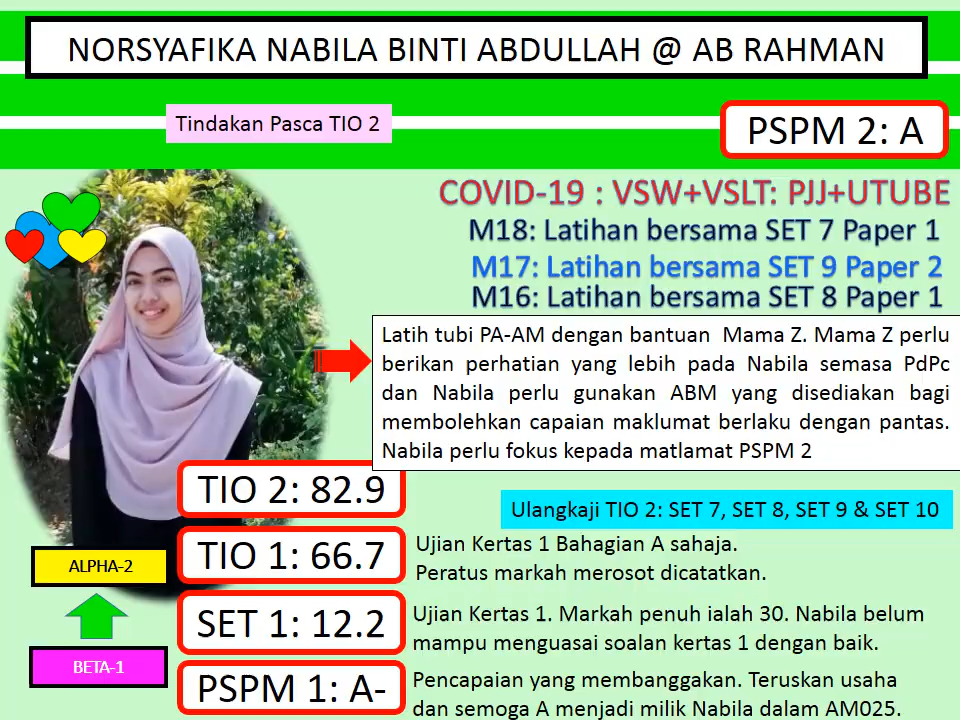 NORSYAFIKA NABILA BINTI ABDULLAH @ AB RAHMAN
Tindakan Pasca TIO 2
PSPM 2: A
COVID-19 : VSW+VSLT: PJJ+UTUBE
M18: Latihan bersama SET 7 Paper 1
M17: Latihan bersama SET 9 Paper 2
M16: Latihan bersama SET 8 Paper 1
Latih tubi PA-AM dengan bantuan Mama Z. Mama Z perlu
berikan perhatian yang lebih pada Nabila semasa PdPc
dan Nabila perlu gunakan ABM yang disediakan bagi
membolehkan capaian maklumat berlaku dengan pantas.
Nabila perlu fokus kepada matlamat PSPM 2
TIO 2: 82.9
Ulangkaji TIO 2: SET 7, SET 8, SET 9 & SET 10
TIO 1: 66.7
Ujian Kertas 1 Bahagian A sahaja.
Peratus markah merosot dicatatkan.
ALPHA-2
SET 1: 12.2
Ujian Kertas 1. Markah penuh ialah 30. Nabila belum
mampu menguasai soalan kertas 1 dengan baik.
BETA-1
PSPM 1: A-
Pencapaian yang membanggakan. Teruskan usaha
dan semoga A menjadi milik Nabila dalam AM025.